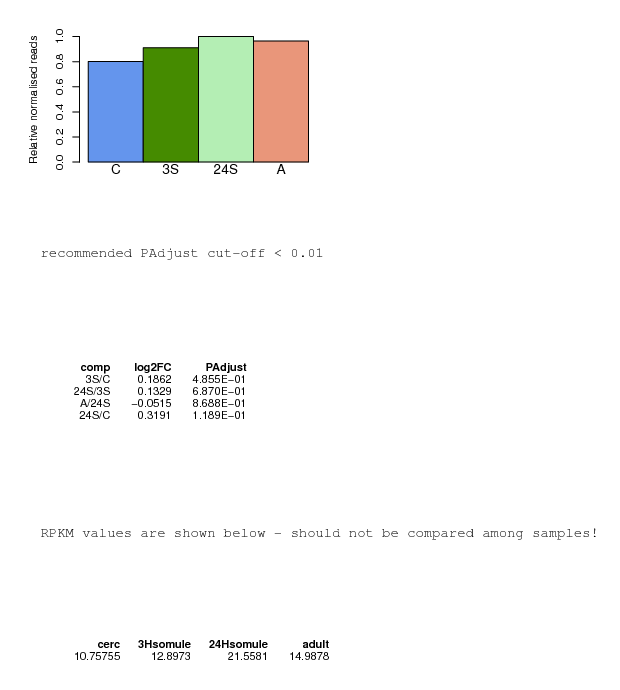 Relative normalised reads
1.0
0.8
0.6
0.4
0.2
0.0
C 3S 24S A
recommended PAdjust cut-off < 0.01
comp log2FC PAdjust
3S/C 0.1862 4.855E-01
24S/3S 0.1329 6.870E-01
A/24S -0.0515 8.688E-01
24S/C 0.3191 1.189E-01
RPKM values are shown below - should not be compared among samples!
cerc 3Hsomule 24Hsomule adult
10.75755 12.8973 21.5581 14.9878